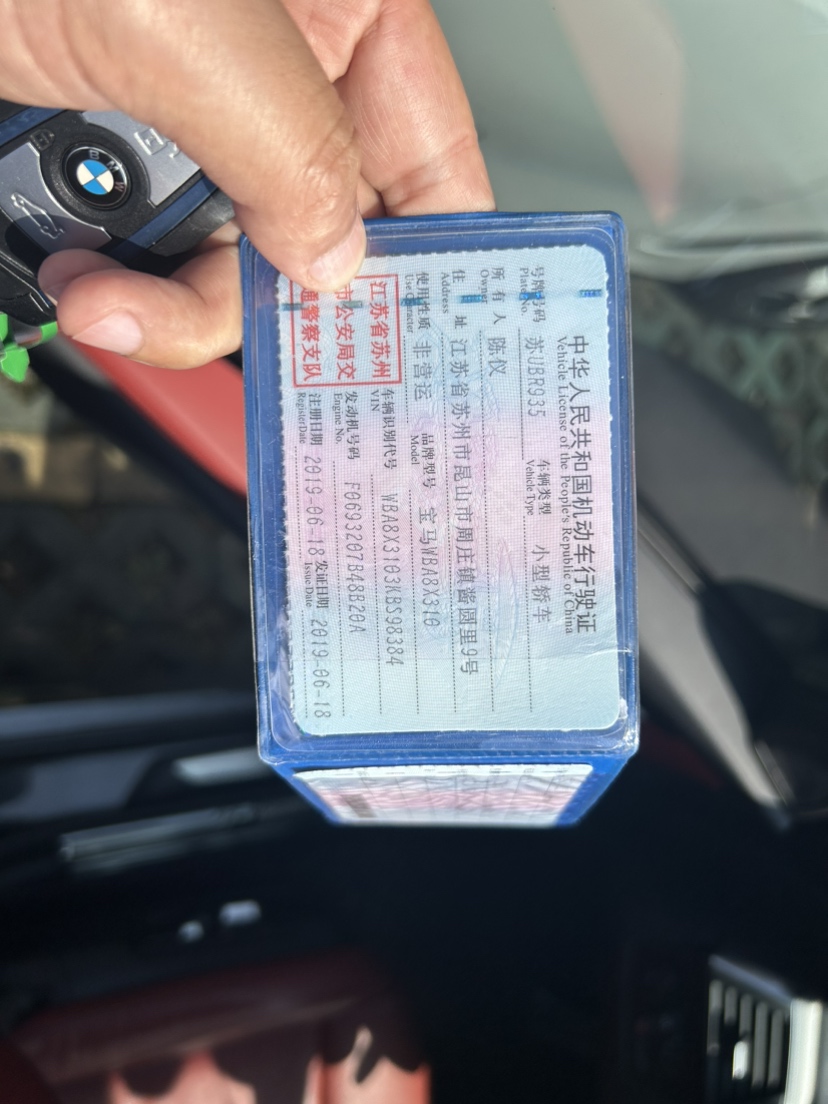 中华人民共和国机动车行驶证
Vehicle License of the People's Republic of China
号牌号码 苏UBR935 车辆类型 小型轿车
Plate No. Vehicle Type
所有人 陈仪
Owner
住址 江苏省苏州市昆山市周庄镇 圆里9号
Address
使用性质 非营运 品牌型号 宝马WBA8X310
Use Character Model
江苏省苏州
市公安局交
通警察支队
车辆识别代号 WBA8X3103KBS98384
VIN
发动机号码 F0693207B48B20A
Engine No.
注册日期 2019-06-18 发证日期 2019-06-18
Register Date Issue Date
BMW